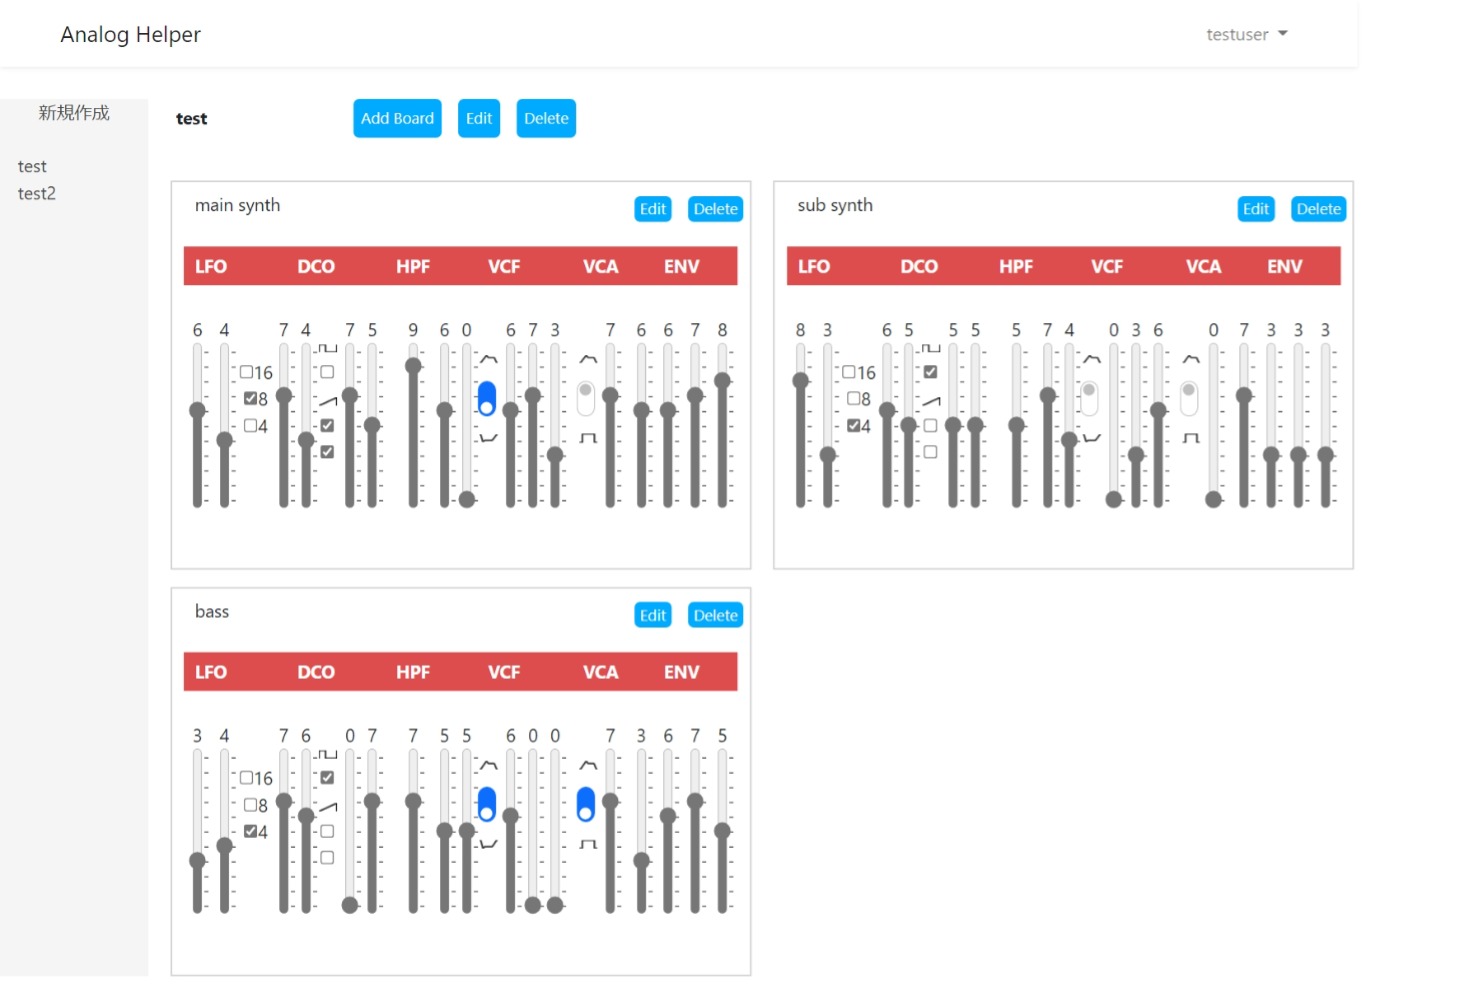 Analog Helper
testuser
新規作成
test
test2
test
Add Board Edit Delete
main synth
Edit Delete
LFO DCO HPF VCF VCA ENV
6 4 7 4 7 5 9 6 0 6 7 3 7 6 6 7 8
16
8
4
sub synth
Edit Delete
LFO DCO HPF VCF VCA ENV
8 3 6 5 5 5 5 7 4 0 3 6 0 7 3 3 3
16
8
4
bass
Edit Delete
LFO DCO HPF VCF VCA ENV
3 4 7 6 0 7 7 5 5 6 0 0 7 3 6 7 5
16
8
4